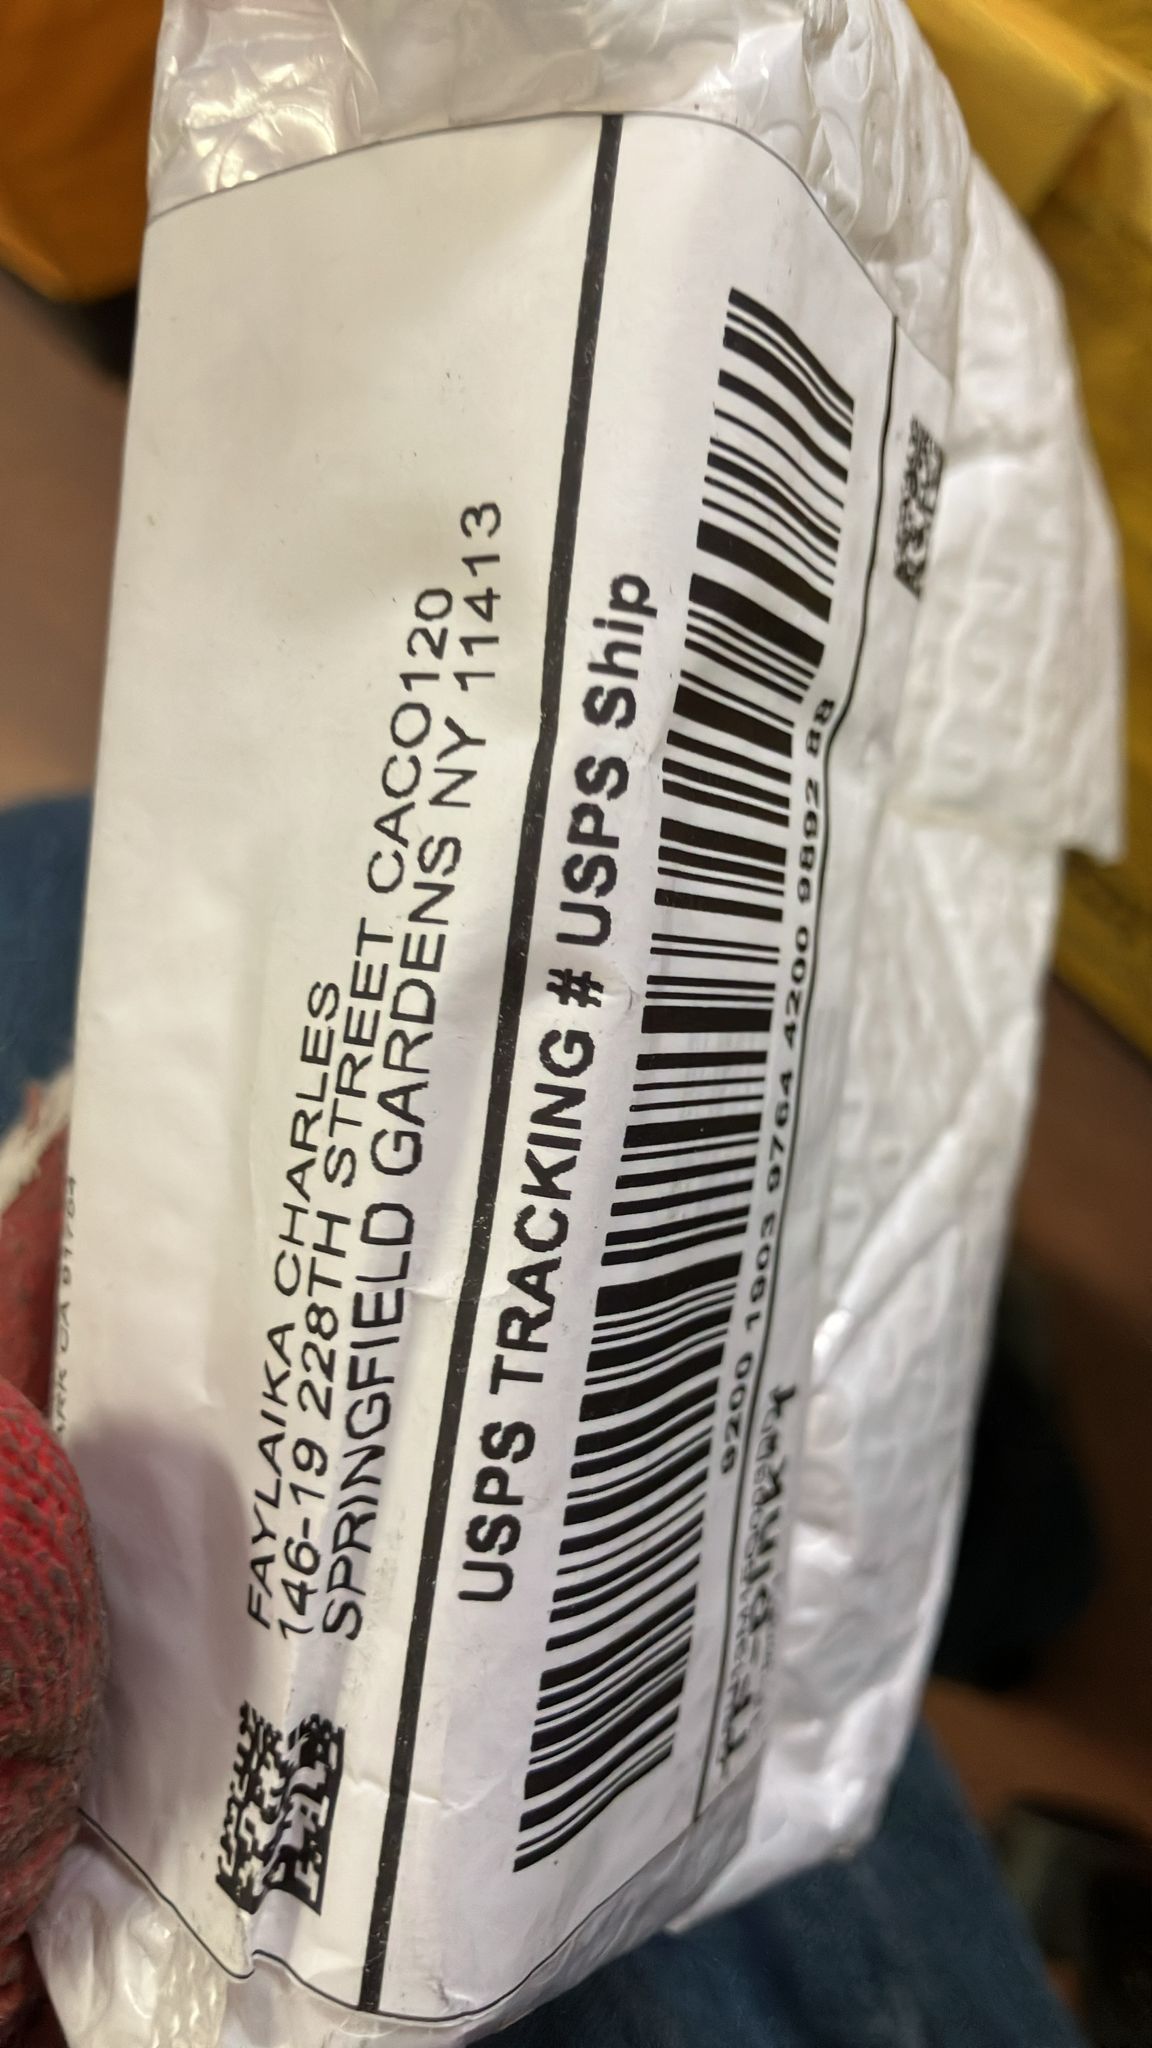 FAYLAIKA CHARLES
146-19 228TH STREET CACO120
SPRINGFIELD GARDENS NY 11413
USPS TRACKING # USPS Ship
9200 1903 9764 4200 9892 88